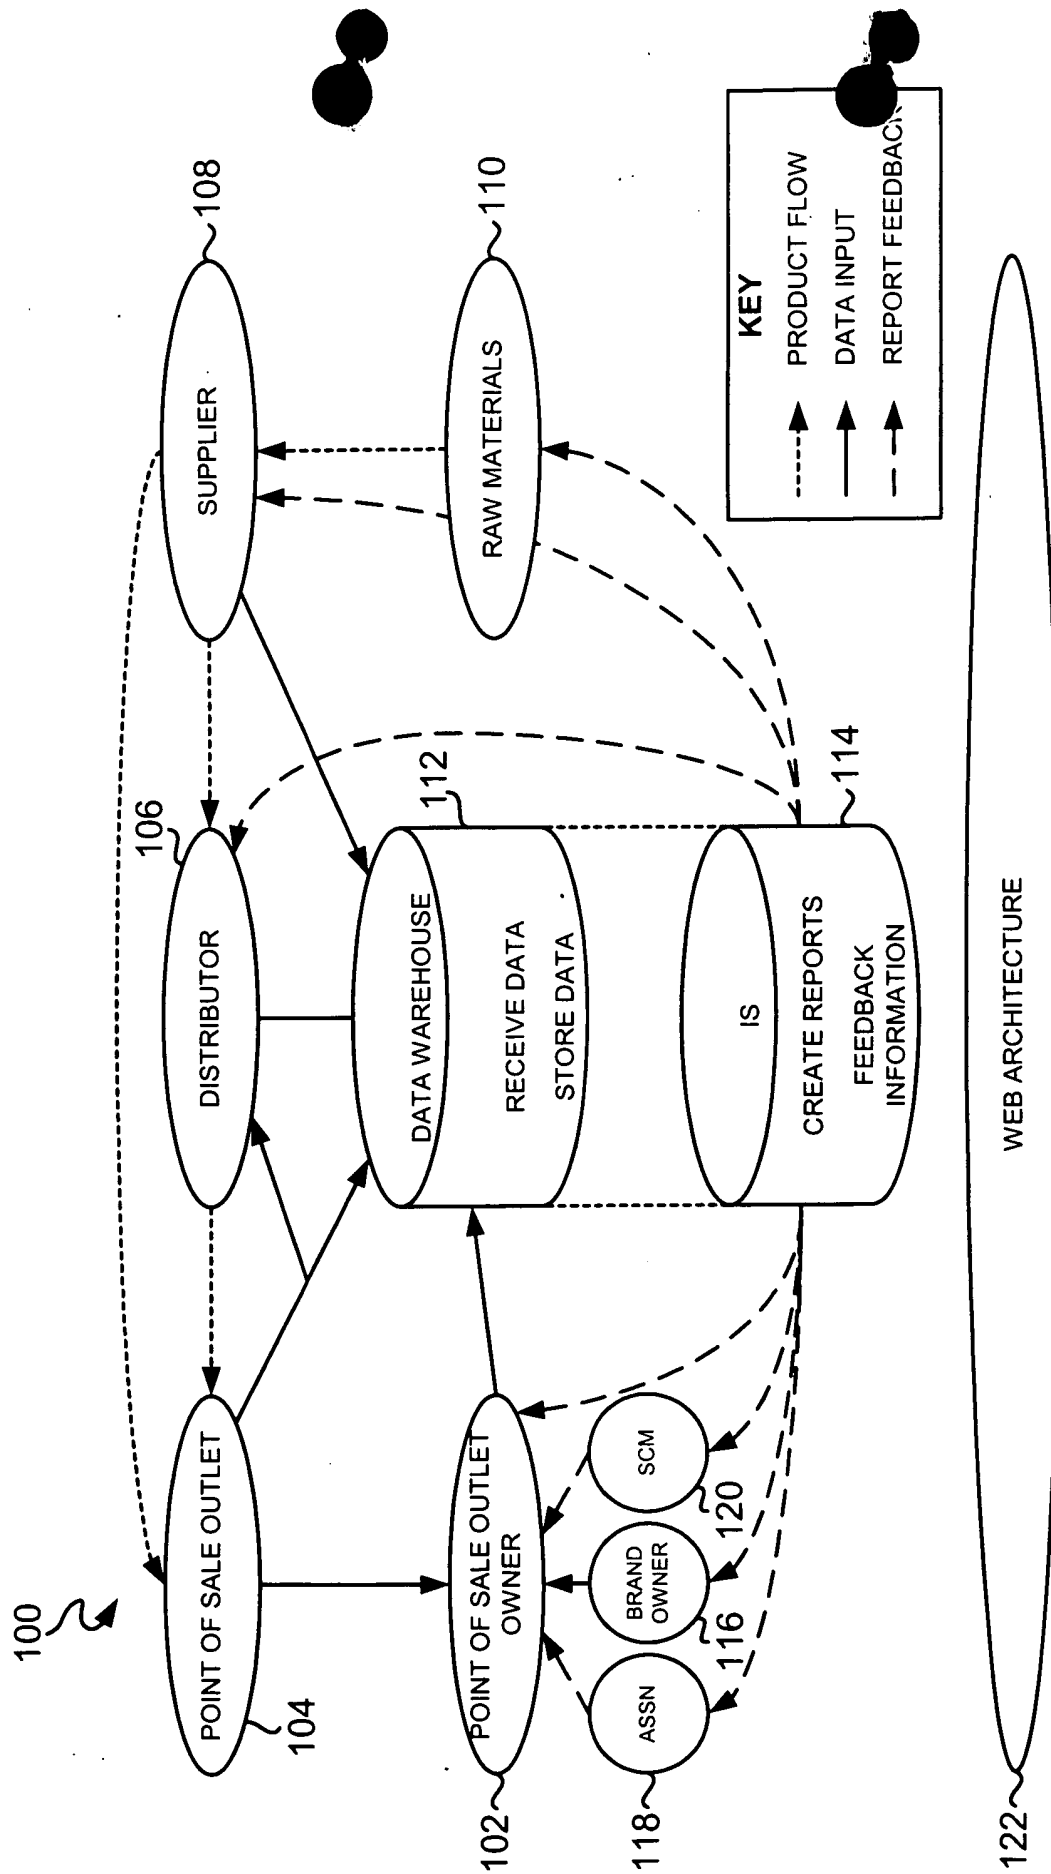 100
POINT OF SALE OUTLET
104
DISTRIBUTOR
106
SUPPLIER
108
POINT OF SALE OUTLET
OWNER
102
DATA WAREHOUSE
RECEIVE DATA
STORE DATA
112
RAW MATERIALS
110
ASSN
118
BRAND
OWNER
116
SCM
120
IS
CREATE REPORTS
FEEDBACK
INFORMATION
114
KEY
PRODUCT FLOW
DATA INPUT
REPORT FEEDBACK
WEB ARCHITECTURE
122